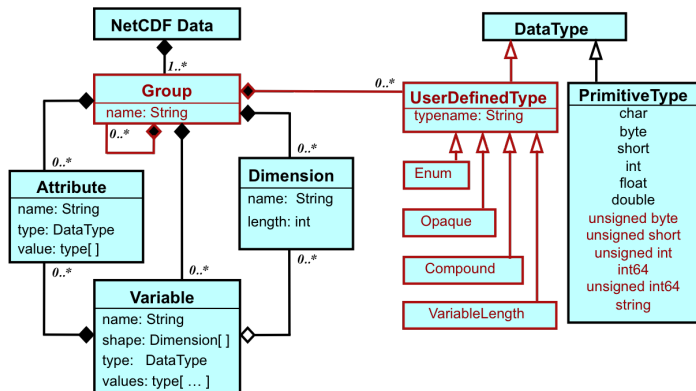 NetCDF Data
1..*
Group
name: String
0..*
0..*
0..*
0..*
Attribute
name: String
type: DataType
value: type[ ]
0..*
Dimension
name: String
length: int
0..*
0..*
Variable
name: String
shape: Dimension[ ]
type: DataType
values: type[ ... ]
DataType
0..*
UserDefinedType
typename: String
Enum
Opaque
Compound
VariableLength
PrimitiveType
char
byte
short
int
float
double
unsigned byte
unsigned short
unsigned int
int64
unsigned int64
string